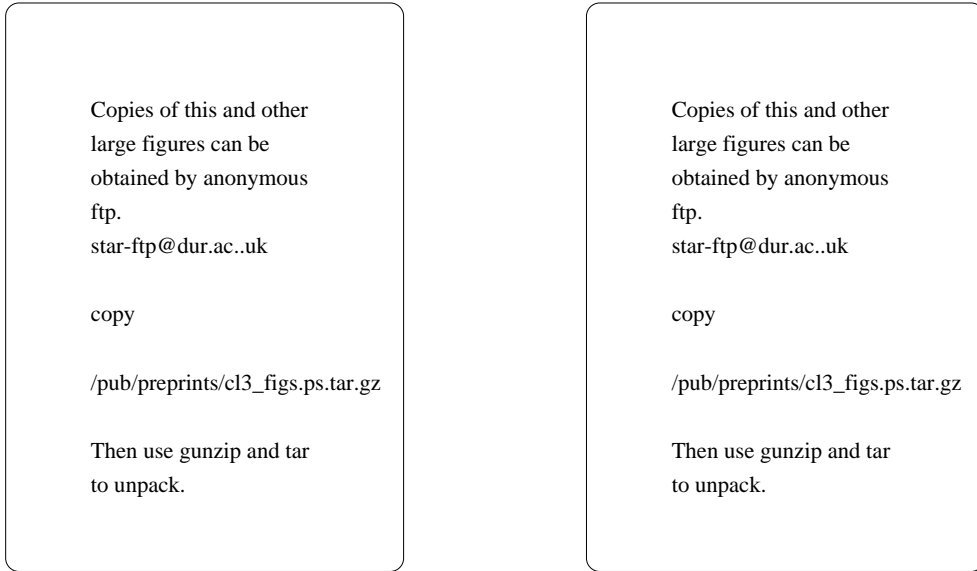 Copies of this and other
large figures can be
obtained by anonymous
ftp.
star-ftp@dur.ac..uk
copy
/pub/preprints/cl3_figs.ps.tar.gz
Then use gunzip and tar
to unpack.
Copies of this and other
large figures can be
obtained by anonymous
ftp.
star-ftp@dur.ac..uk
copy
/pub/preprints/cl3_figs.ps.tar.gz
Then use gunzip and tar
to unpack.